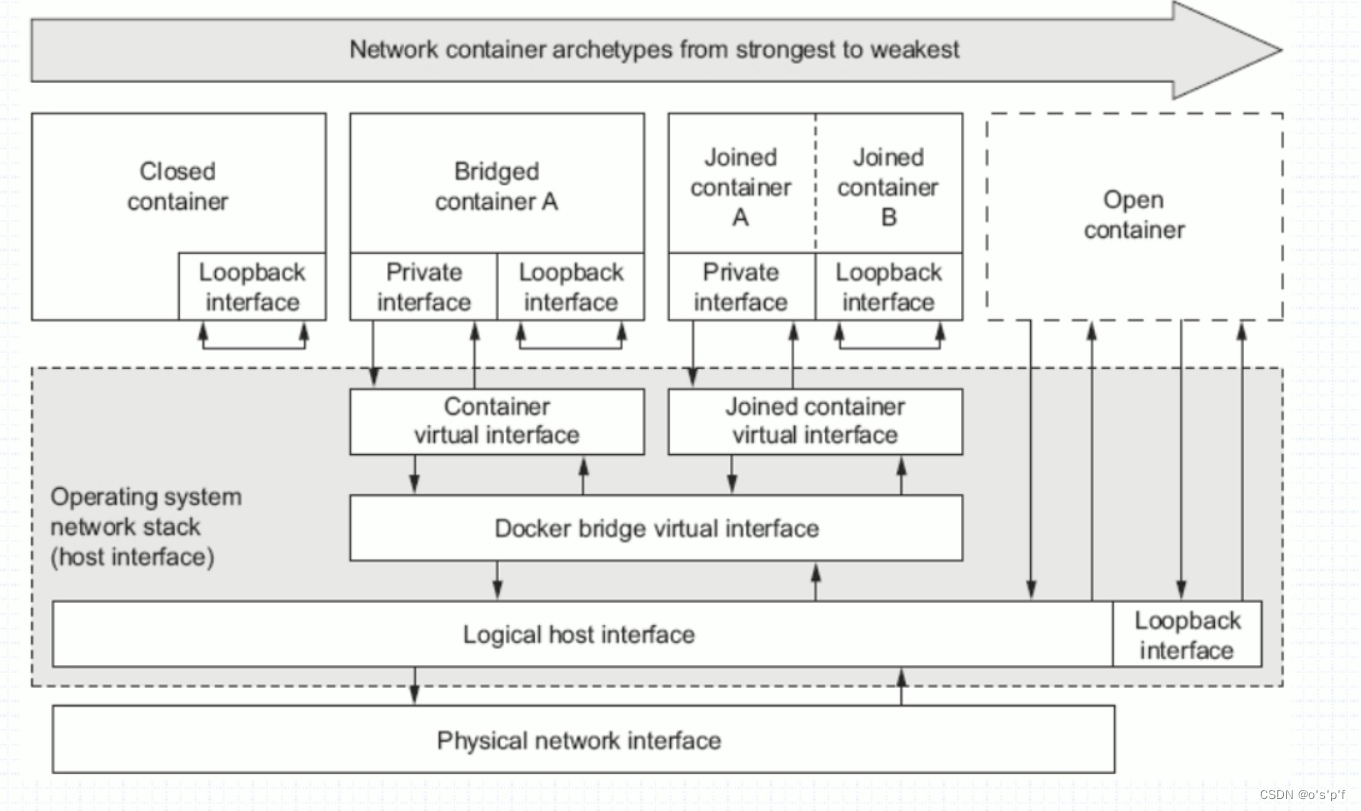 Network container archetypes from strongest to weakest
Closed
container
Loopback
interface
Bridged
container A
Private
interface
Loopback
interface
Joined
container
A
Joined
container
B
Private
interface
Loopback
interface
Open
container
Container
virtual interface
Joined container
virtual interface
Operating system
network stack
(host interface)
Docker bridge virtual interface
Logical host interface
Loopback
interface
Physical network interface
CSDN @o's'p'f